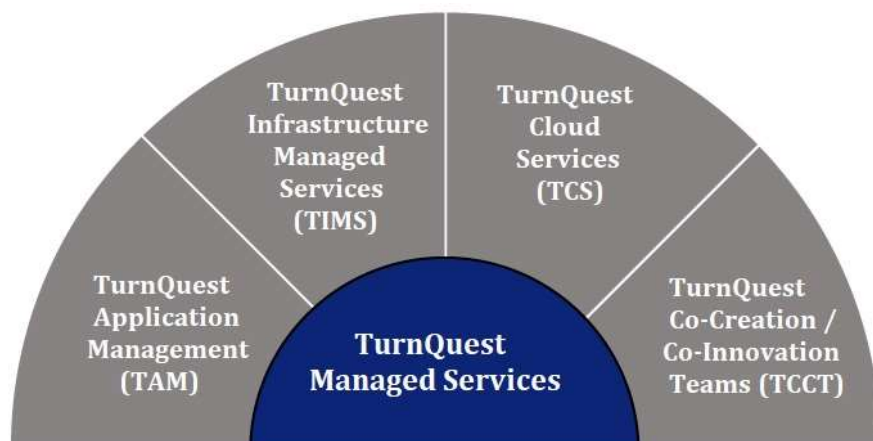 TurnQuest
Infrastructure
Managed
Services
(TIMS)
TurnQuest
Cloud
Services
(TCS)
TurnQuest
Application
Management
(TAM)
TurnQuest
Co-Creation /
Co-Innovation
Teams (TCCT)
TurnQuest
Managed Services